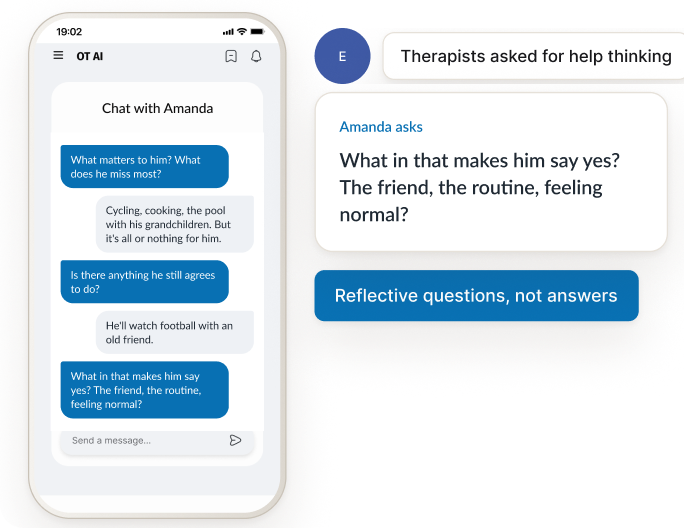 19:02
OT AI
Chat with Amanda
What matters to him? What
does he miss most?
Cycling, cooking, the pool
with his grandchildren. But
it's all or nothing for him.
Is there anything he still agrees
to do?
He'll watch football with an
old friend.
What in that makes him say
yes? The friend, the routine,
feeling normal?
Send a message...
E
Therapists asked for help thinking
Amanda asks
What in that makes him say yes?
The friend, the routine, feeling
normal?
Reflective questions, not answers